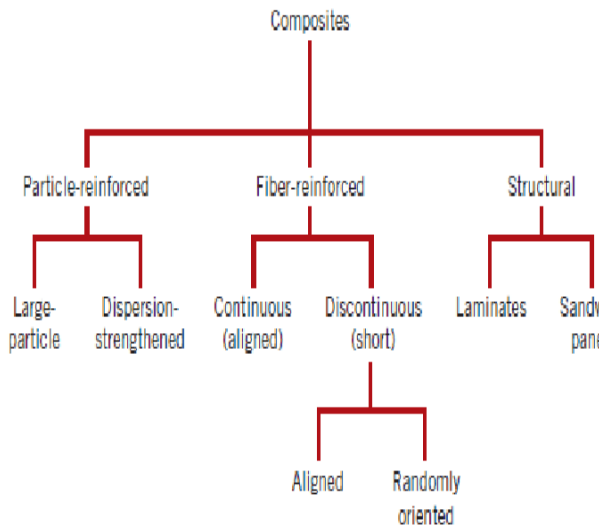 Composites
Particle-reinforced Fiber-reinforced Structural
Large- Dispersion- Continuous Discontinuous Laminates
particle strengthened (aligned) (short)
Aligned Randomly
oriented